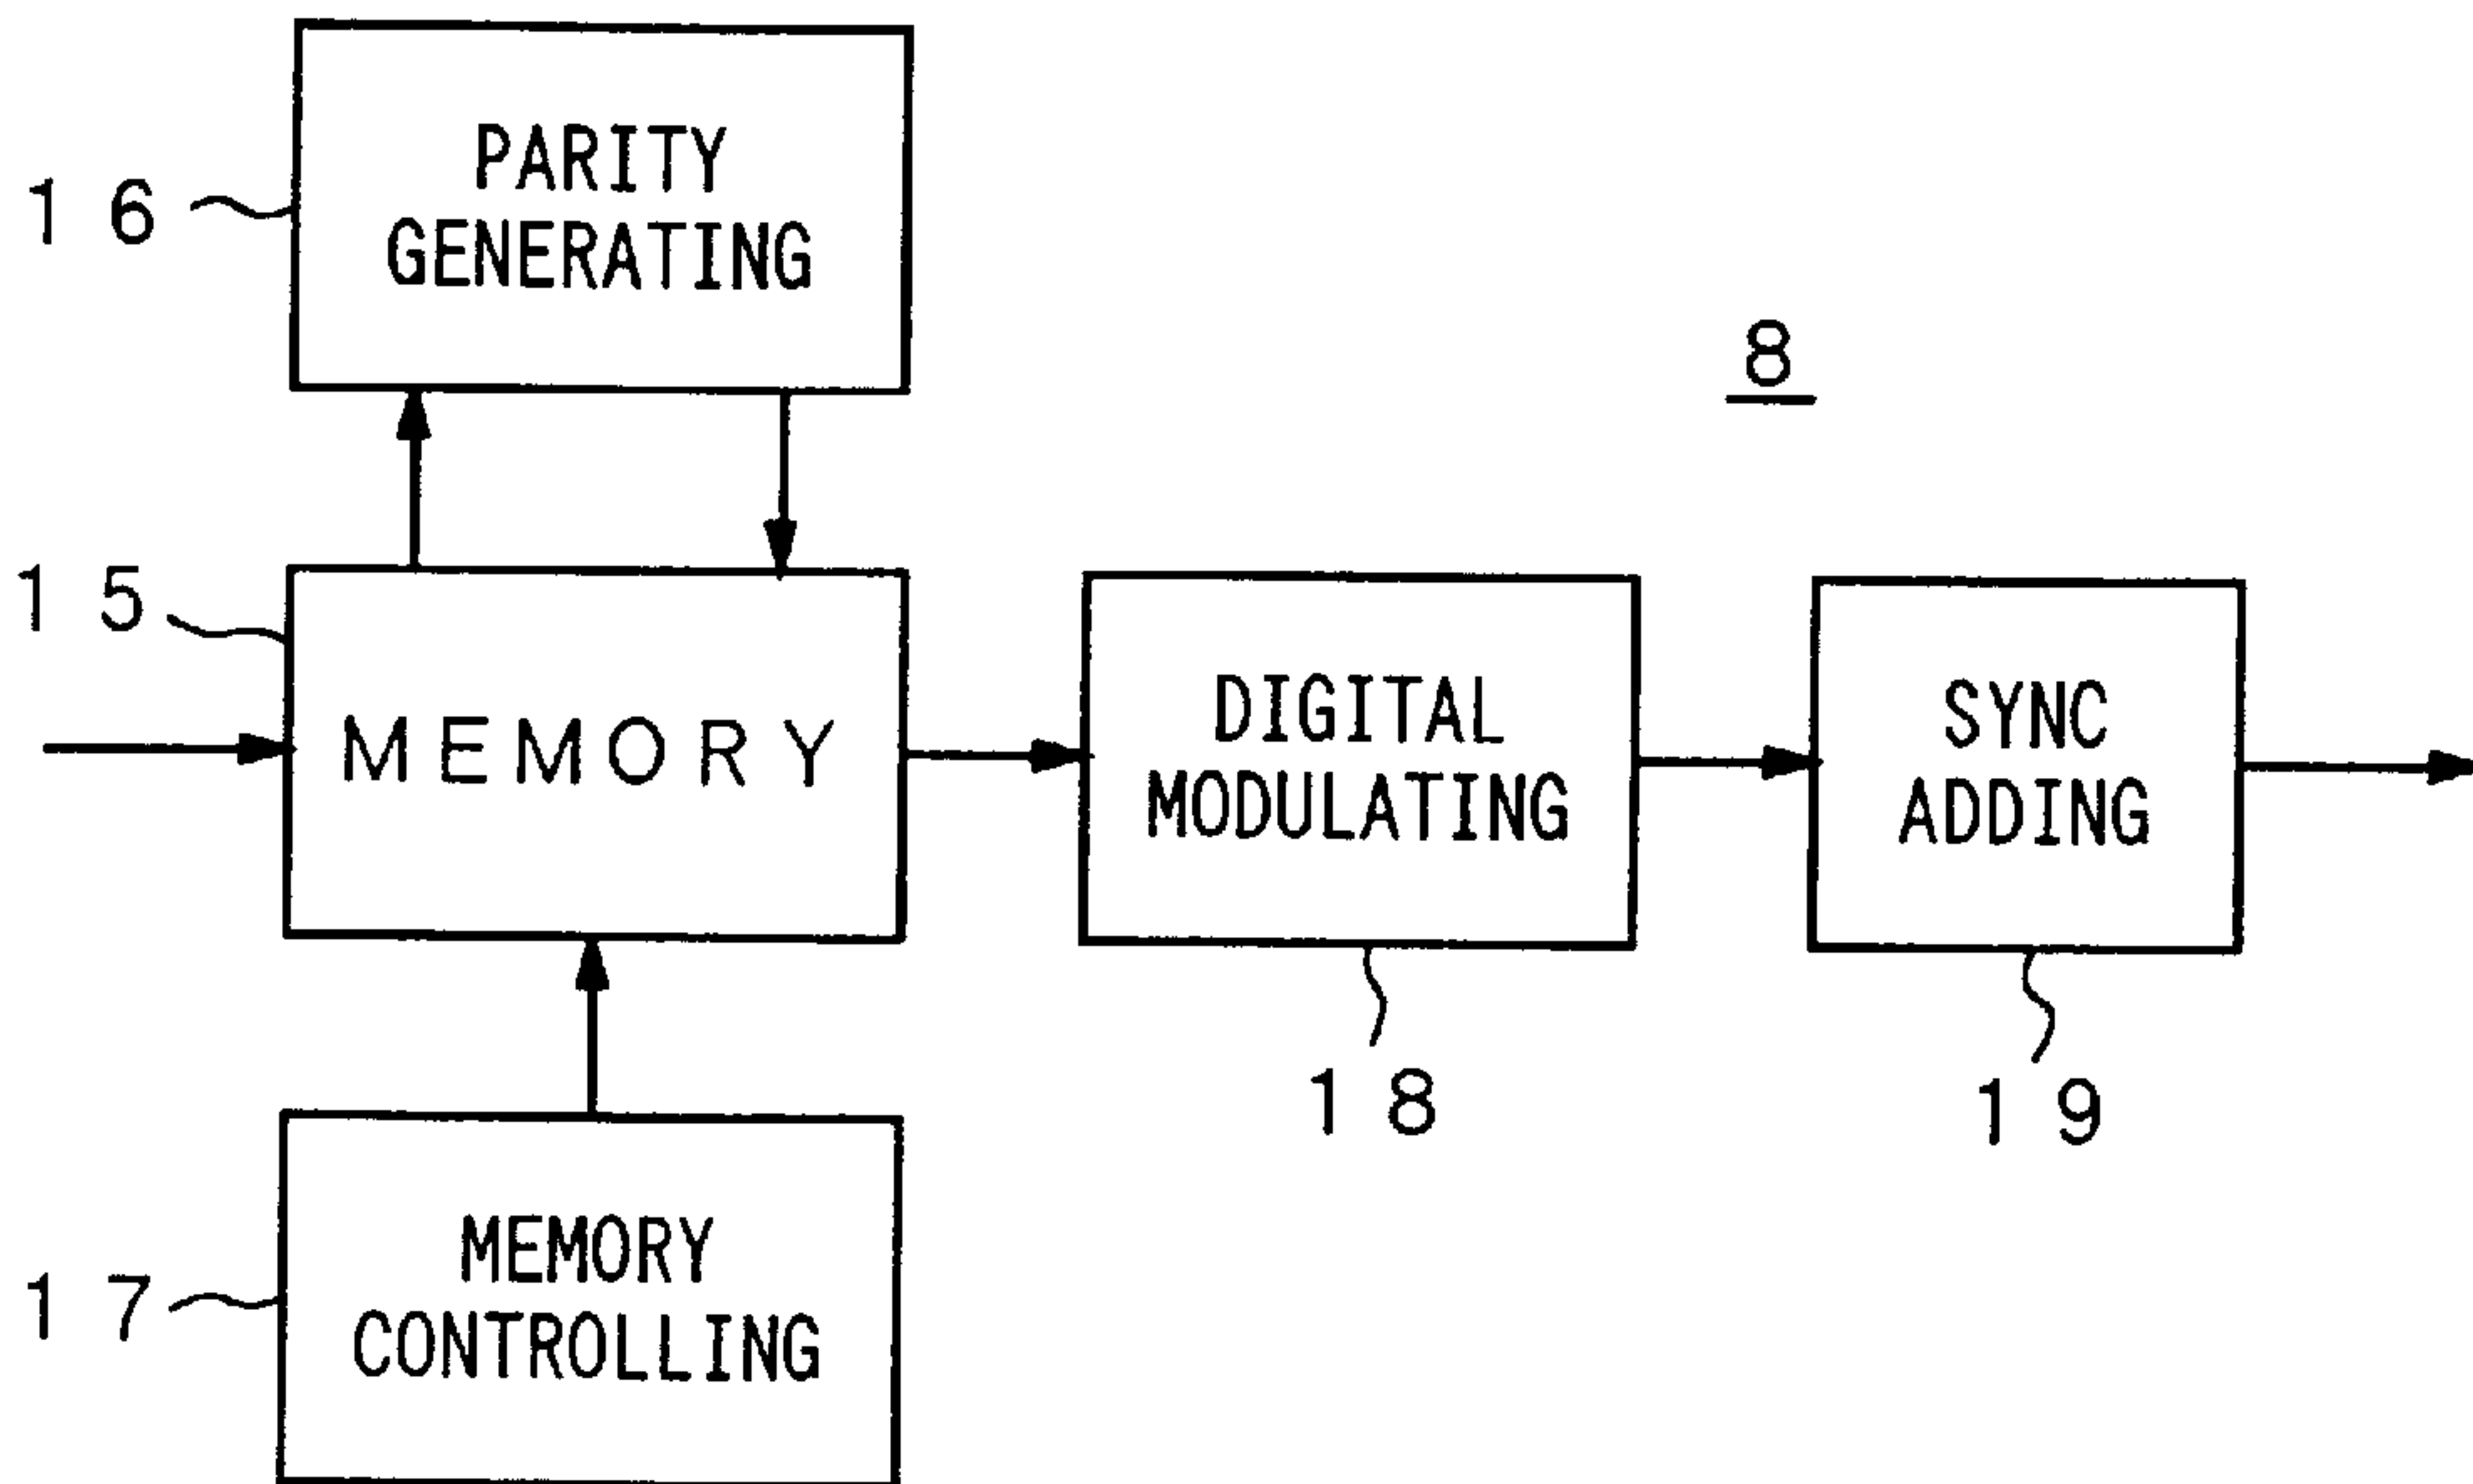 PARITY
GENERATING
16
8
15
MEMORY
DIGITAL
MODULATING
SYNC
ADDING
18
19
MEMORY
CONTROLLING
17